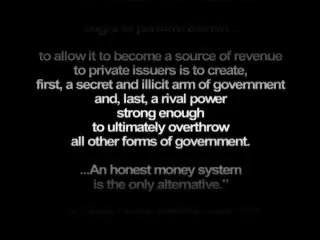 to allow it to become a source of revenue
to private issuers is to create,
first, a secret and illicit arm of government
and, last, a rival power
strong enough
to ultimately overthrow
all other forms of government.
...An honest money system
is the only alternative."